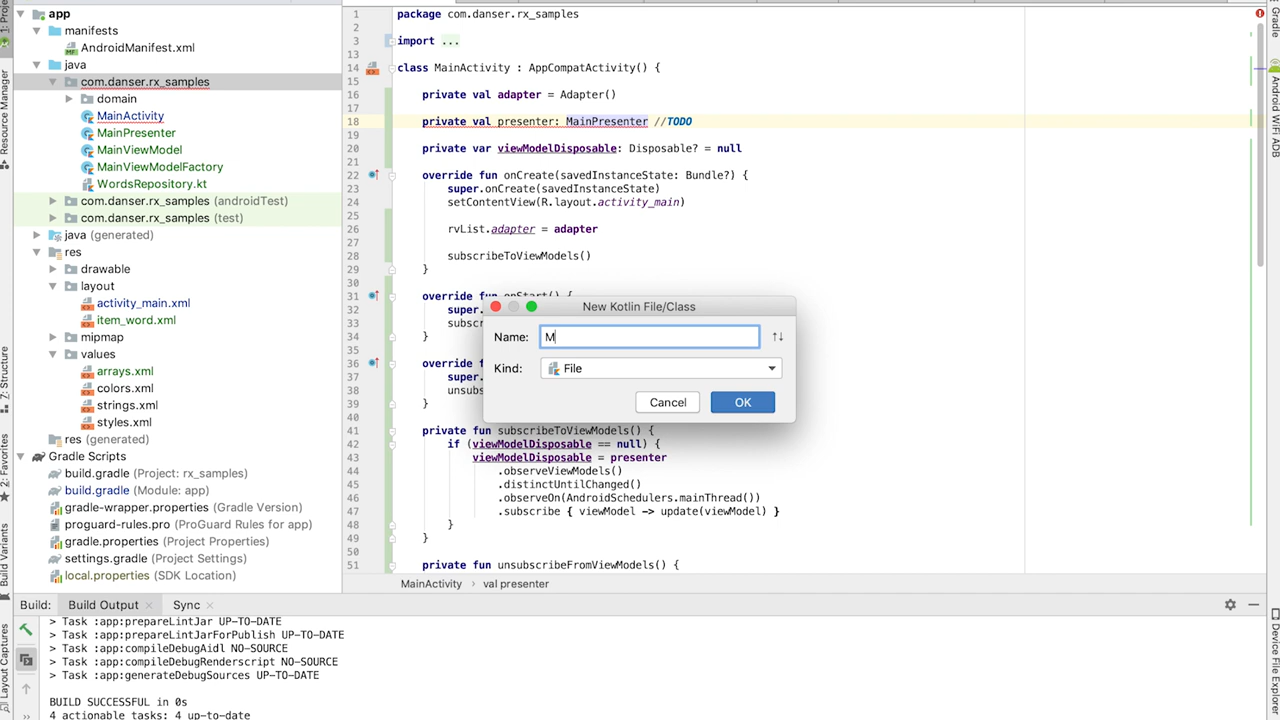 app
manifests
AndroidManifest.xml
java
com.danser.rx_samples
domain
MainActivity
MainPresenter
MainViewModel
MainViewModelFactory
WordsRepository.kt
com.danser.rx_samples (androidTest)
com.danser.rx_samples (test)
java (generated)
res
drawable
layout
activity_main.xml
item_word.xml
mipmap
values
arrays.xml
colors.xml
strings.xml
styles.xml
res (generated)
Gradle Scripts
build.gradle (Project: rx_samples)
build.gradle (Module: app)
gradle-wrapper.properties (Gradle Version)
proguard-rules.pro (ProGuard Rules for app)
gradle.properties (Project Properties)
settings.gradle (Project Settings)
local.properties (SDK Location)
Resource Manager
Z: Structure
2: Favorites
Build Variants
Layout Captures
1 package com.danser.rx_samples
2
3 import ...
13
14 class MainActivity : AppCompatActivity() {
15
16 private val adapter = Adapter()
17
18 private val presenter: MainPresenter //TODO
19
20 private var viewModelDisposable: Disposable? = null
21
22 override fun onCreate(savedInstanceState: Bundle?) {
23 super.onCreate(savedInstanceState)
24 setContentView(R.layout.activity_main)
25
26 rvList.adapter = adapter
27
28 subscribeToViewModels()
29 }
30
31 override fun onStart() {
32 super.
33 subscr
34 }
35
36 override f
37 super.
38 unsubs
39 }
40
41 private fun subscribeToViewModels() {
42 if (viewModelDisposable == null) {
43 viewModelDisposable = presenter
44 .observeViewModels()
45 .distinctUntilChanged()
46 .observeOn(AndroidSchedulers.mainThread())
47 .subscribe { viewModel -> update(viewModel) }
48 }
49 }
50
51 private fun unsubscribeFromViewModels() {
MainActivity › val presenter
New Kotlin File/Class
Name: M
Kind: File
Cancel OK
Gradle
Android WiFi ADB
Device File Explorer
Build: Build Output × Sync ×
> Task :app:prepareLintJar UP-TO-DATE
> Task :app:prepareLintJarForPublish UP-TO-DATE
> Task :app:compileDebugAidl NO-SOURCE
> Task :app:compileDebugRenderscript NO-SOURCE
> Task :app:generateDebugSources UP-TO-DATE
BUILD SUCCESSFUL in 0s
4 actionable tasks: 4 up-to-date